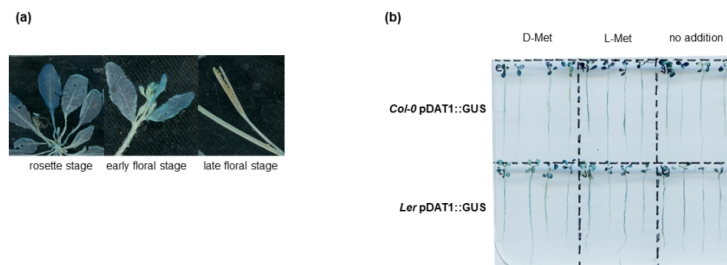 (a)
rosette stage early floral stage late floral stage
(b)
D-Met L-Met no addition
Col-0 pDAT1::GUS
Ler pDAT1::GUS